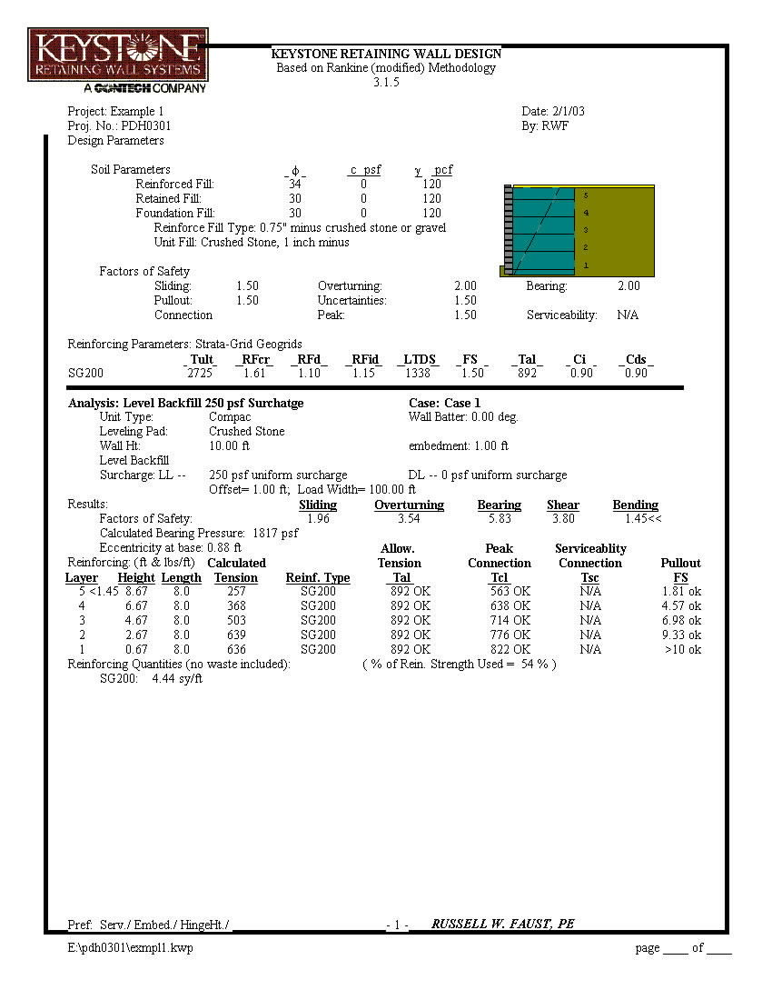 KEYSTONE
RETAINING WALL SYSTEMS
A CONTECH COMPANY
KEYSTONE RETAINING WALL DESIGN
Based on Rankine (modified) Methodology
3.1.5
Project: Example 1 Date: 2/1/03
Proj. No.: PDH0301 By: RWF
Design Parameters
Soil Parameters ϕ c psf γ pcf
Reinforced Fill: 34 0 120
Retained Fill: 30 0 120
Foundation Fill: 30 0 120
Reinforce Fill Type: 0.75" minus crushed stone or gravel
Unit Fill: Crushed Stone, 1 inch minus
5
4
3
2
1
Factors of Safety
Sliding: 1.50 Overturning: 2.00 Bearing: 2.00
Pullout: 1.50 Uncertainties: 1.50
Connection Peak: 1.50 Serviceability: N/A
Reinforcing Parameters: Strata-Grid Geogrids
Tult RFcr RFd RFid LTDS FS Tal Ci Cds
SG200 2725 1.61 1.10 1.15 1338 1.50 892 0.90 0.90
Analysis: Level Backfill 250 psf Surchatge Case: Case 1
Unit Type: Compac Wall Batter: 0.00 deg.
Leveling Pad: Crushed Stone
Wall Ht: 10.00 ft embedment: 1.00 ft
Level Backfill
Surcharge: LL -- 250 psf uniform surcharge DL -- 0 psf uniform surcharge
Offset= 1.00 ft; Load Width= 100.00 ft
Results: Sliding Overturning Bearing Shear Bending
Factors of Safety: 1.96 3.54 5.83 3.80 1.45<<
Calculated Bearing Pressure: 1817 psf
Eccentricity at base: 0.88 ft Allow. Peak Serviceablity
Reinforcing: (ft & lbs/ft) Calculated Tension Connection Connection Pullout
Layer Height Length Tension Reinf. Type Tal Tcl Tsc FS
5 <1.45 8.67 8.0 257 SG200 892 OK 563 OK N/A 1.81 ok
4 6.67 8.0 368 SG200 892 OK 638 OK N/A 4.57 ok
3 4.67 8.0 503 SG200 892 OK 714 OK N/A 6.98 ok
2 2.67 8.0 639 SG200 892 OK 776 OK N/A 9.33 ok
1 0.67 8.0 636 SG200 892 OK 822 OK N/A >10 ok
Reinforcing Quantities (no waste included): ( % of Rein. Strength Used = 54 % )
SG200: 4.44 sy/ft
Pref: Serv./ Embed./ HingeHt./ - 1 - RUSSELL W. FAUST, PE
E:\pdh0301\exmpl1.kwp page ____ of ____